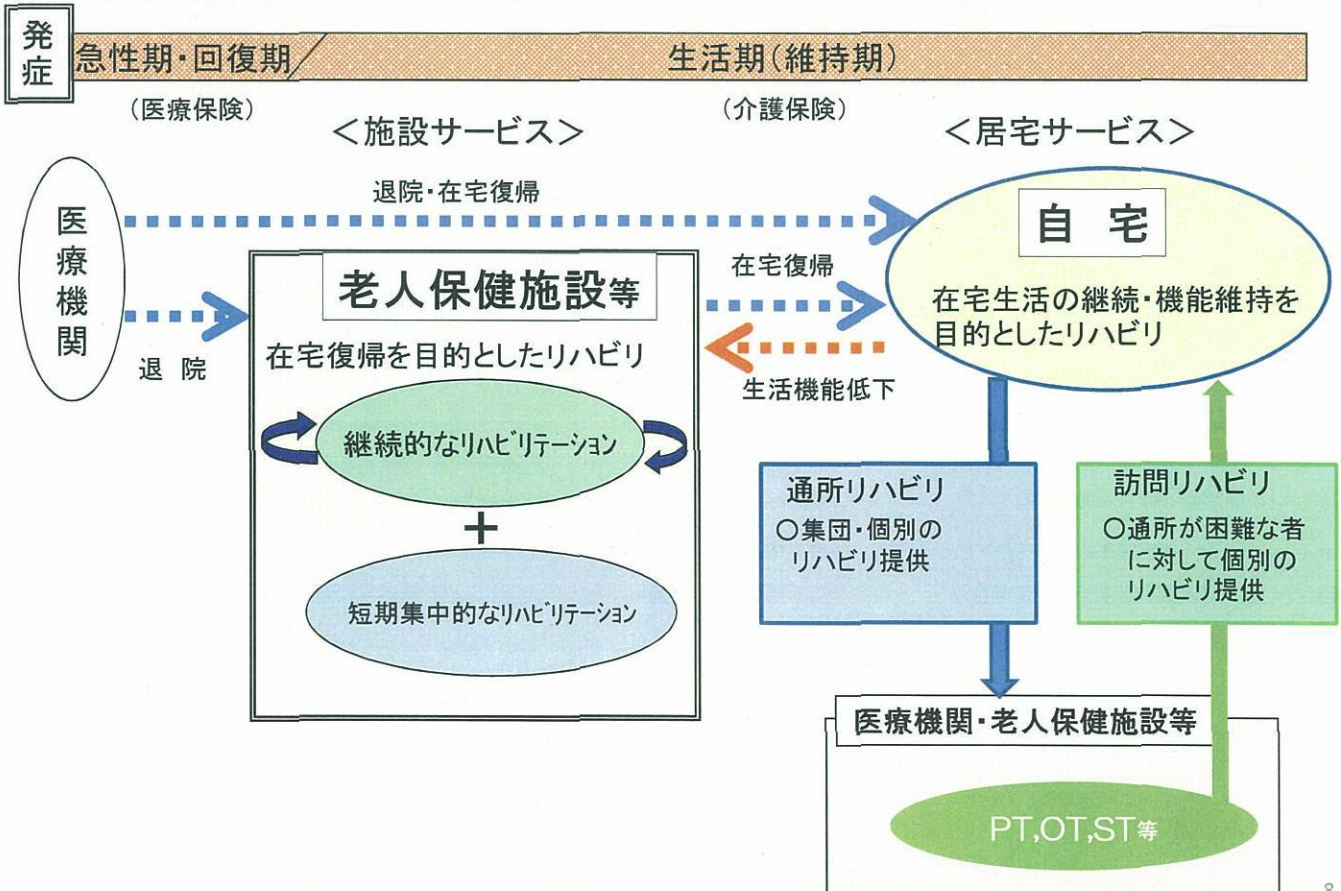 発症
急性期・回復期
生活期(維持期)
(医療保険)
(介護保険)
<施設サービス>
<居宅サービス>
医療機関
退院・在宅復帰
退 院
老人保健施設等
在宅復帰を目的としたリハビリ
継続的なリハビリテーション
+
短期集中的なリハビリテーション
在宅復帰
生活機能低下
自 宅
在宅生活の継続・機能維持を
目的としたリハビリ
通所リハビリ
○集団・個別の
リハビリ提供
訪問リハビリ
○通所が困難な者
に対して個別の
リハビリ提供
医療機関・老人保健施設等
PT,OT,ST等
8